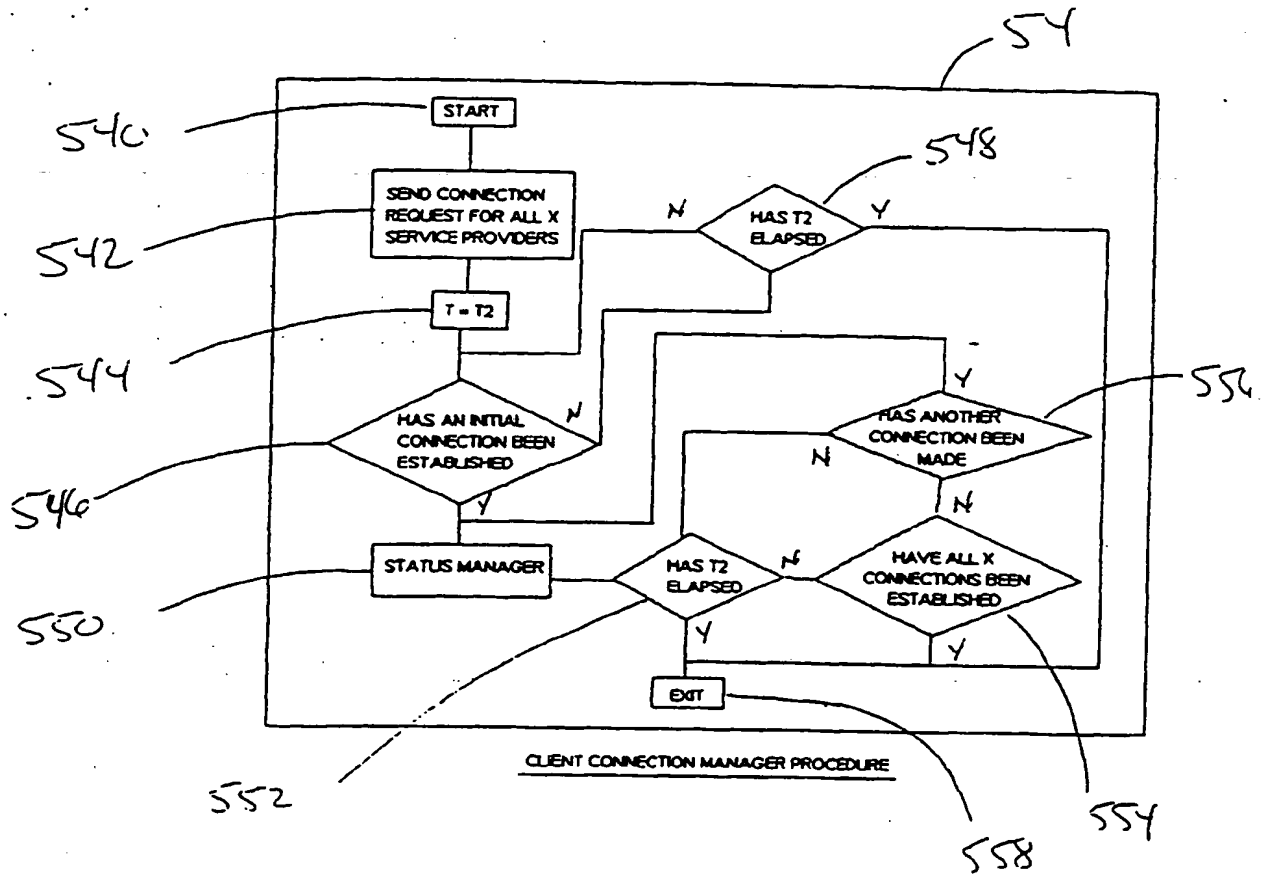 54
540
START
548
SEND CONNECTION
REQUEST FOR ALL X
SERVICE PROVIDERS
N
HAS T2
ELAPSED
Y
542
T = T2
544
Y
556
HAS AN INITIAL
CONNECTION BEEN
ESTABLISHED
N
HAS ANOTHER
CONNECTION BEEN
MADE
N
546
Y
N
STATUS MANAGER
HAS T2
ELAPSED
N
HAVE ALL X
CONNECTIONS BEEN
ESTABLISHED
550
Y
Y
EXIT
CLIENT CONNECTION MANAGER PROCEDURE
552
554
558